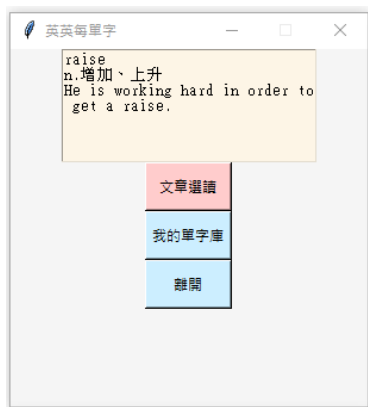 英英每單字
raise
n.增加、上升
He is working hard in order to
get a raise.
文章選讀
我的單字庫
離開